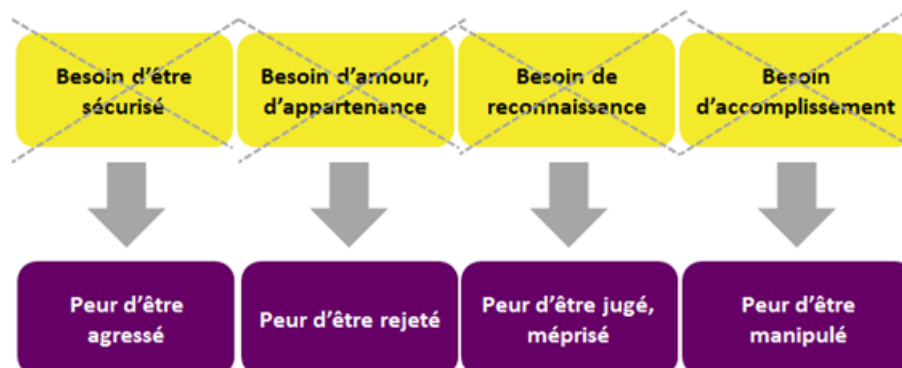 Besoin d'être
sécurisé
Besoin d'amour,
d'appartenance
Besoin de
reconnaissance
Besoin
d'accomplissement
Peur d'être
agressé
Peur d'être rejeté
Peur d'être jugé,
méprisé
Peur d'être
manipulé